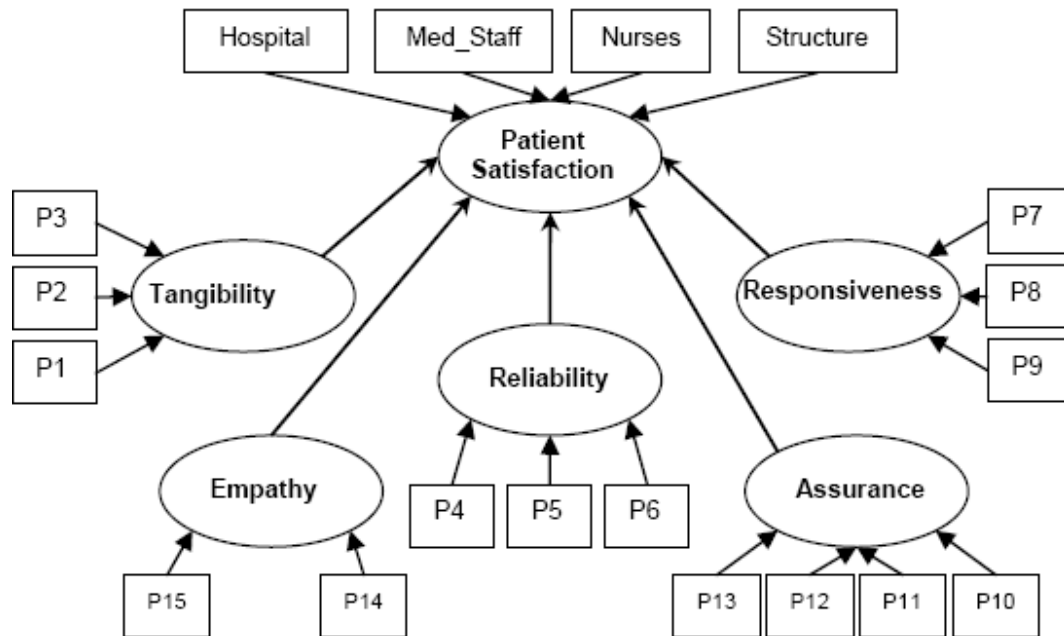 Hospital
Med_Staff
Nurses
Structure
Patient
Satisfaction
P3
P2
P1
Tangibility
Responsiveness
P7
P8
P9
Reliability
Empathy
P4
P5
P6
Assurance
P15
P14
P13
P12
P11
P10